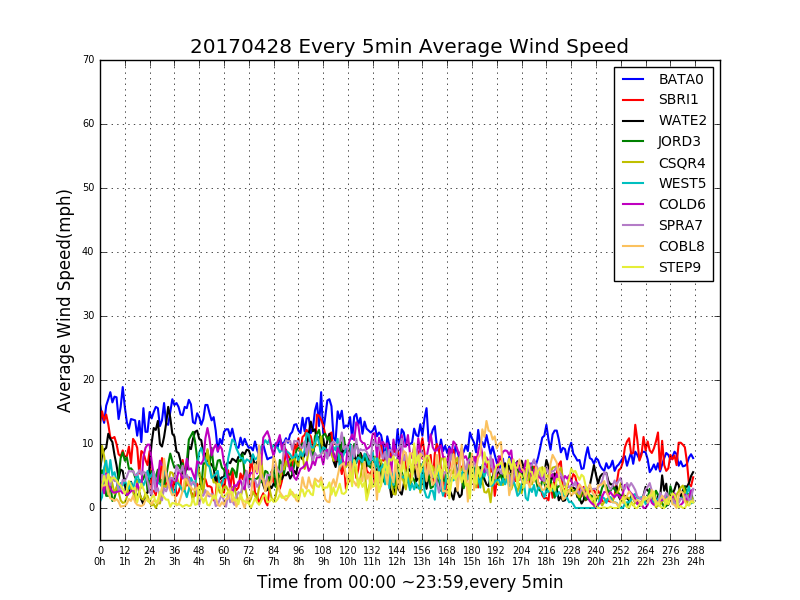 20170428 Every 5min Average Wind Speed
70
60
50
40
30
20
10
0
Average Wind Speed(mph)
BATA0
SBRI1
WATE2
JORD3
CSQR4
WEST5
COLD6
SPRA7
COBL8
STEP9
0 12 24 36 48 60 72 84 96 108 120 132 144 156 168 180 192 204 216 228 240 252 264 276 288
0h 1h 2h 3h 4h 5h 6h 7h 8h 9h 10h 11h 12h 13h 14h 15h 16h 17h 18h 19h 20h 21h 22h 23h 24h
Time from 00:00 ~23:59,every 5min